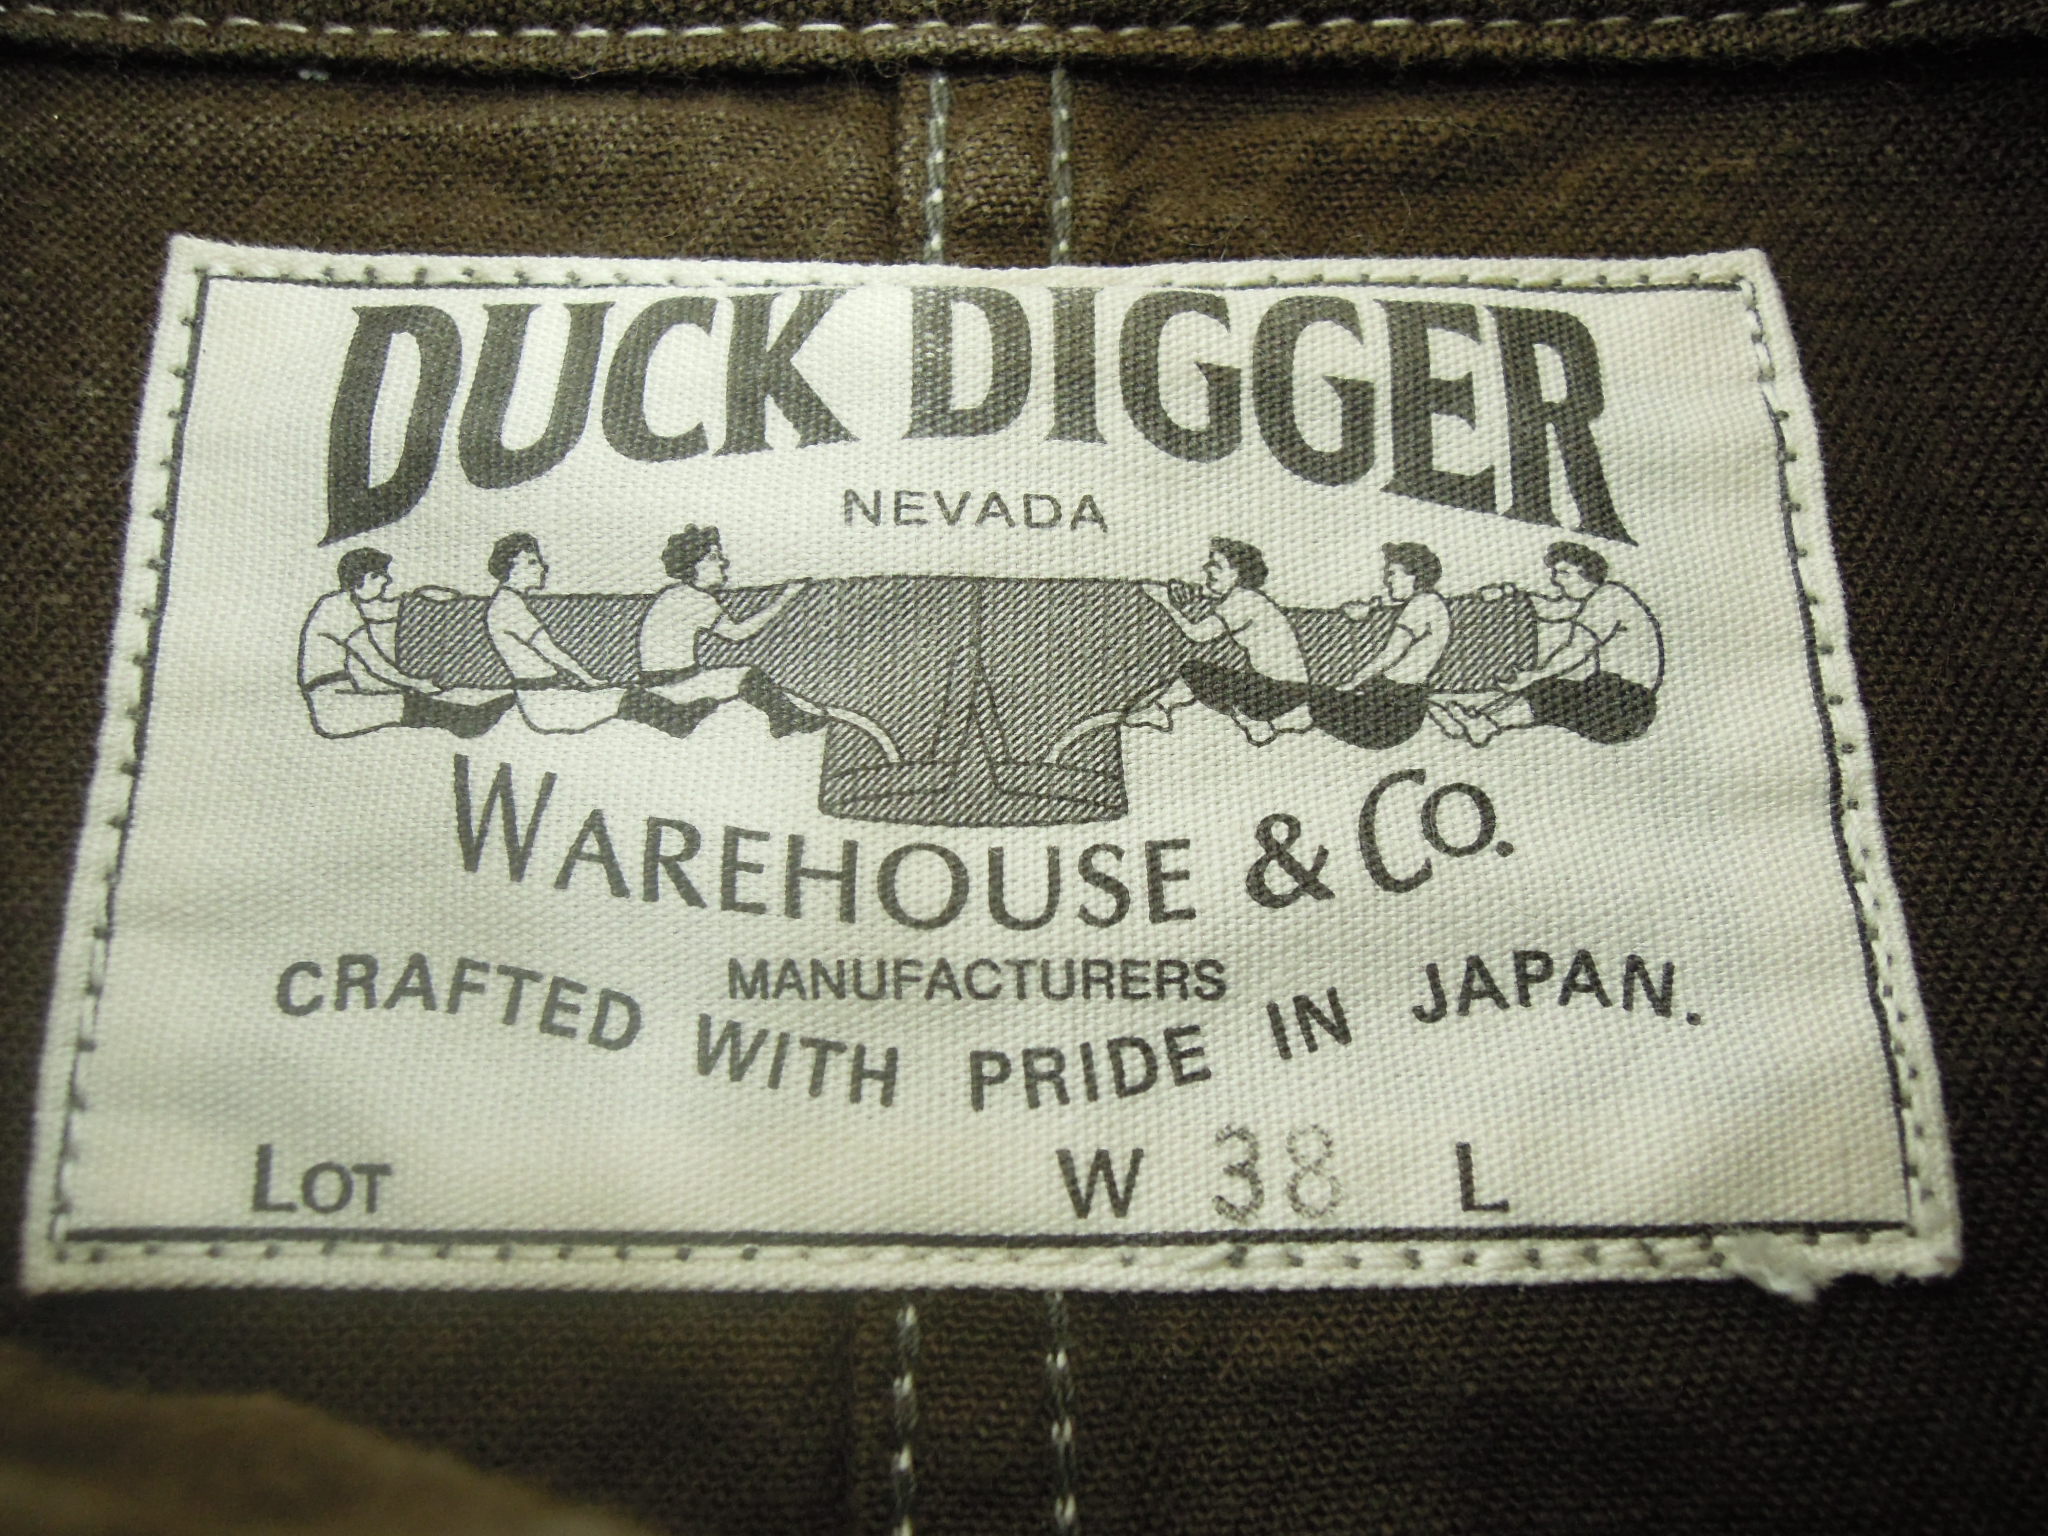 DUCK DIGGER
NEVADA
WAREHOUSE & CO.
MANUFACTURERS
CRAFTED WITH PRIDE IN JAPAN.
LOT W 38 L